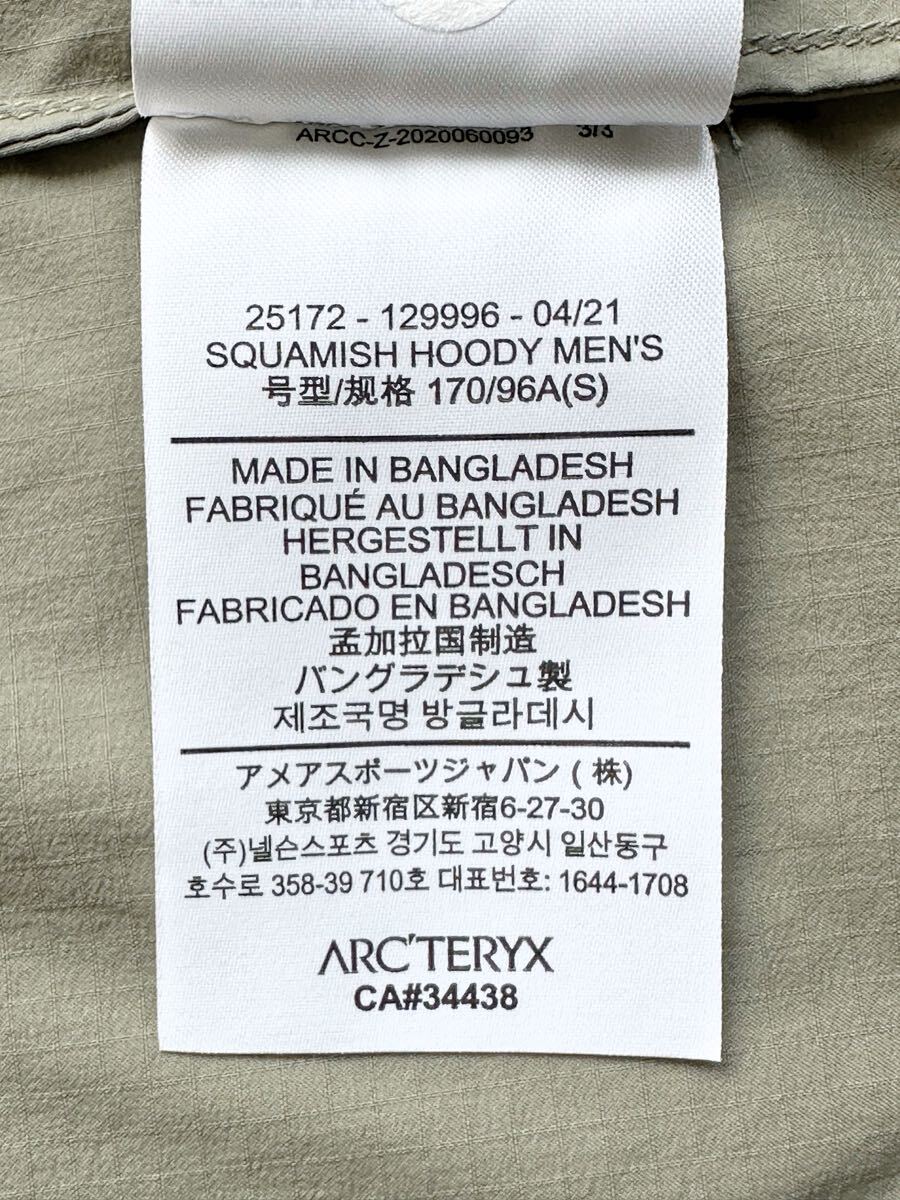 ARCC-Z-2020060093 3/3
25172 - 129996 - 04/21
SQUAMISH HOODY MEN'S
号型/规格 170/96A(S)
MADE IN BANGLADESH
FABRIQUÉ AU BANGLADESH
HERGESTELLT IN
BANGLADESCH
FABRICADO EN BANGLADESH
孟加拉国制造
バングラデシュ製
제조국명 방글라데시
アメアスポーツジャパン ( 株)
東京都新宿区新宿6-27-30
(주)넬슨스포츠 경기도 고양시 일산동구
호수로 358-39 710호 대표번호: 1644-1708
ARC'TERYX
CA#34438